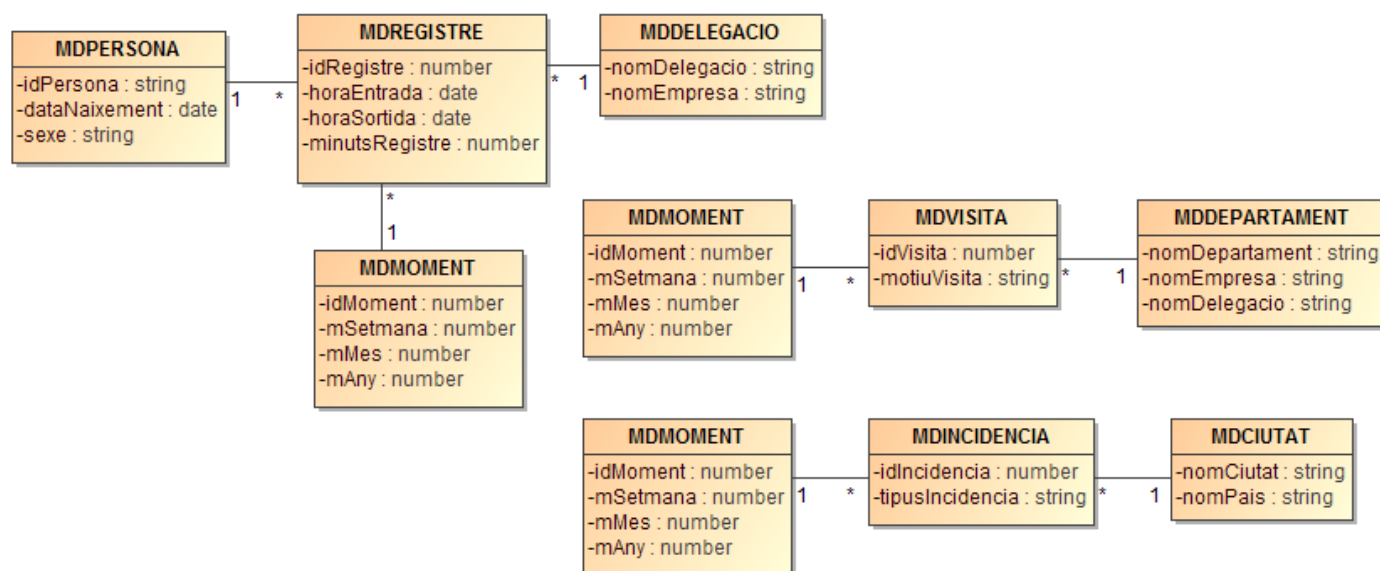 MDPERSONA
-idPersona : string
-dataNaixement : date
-sexe : string
1
*
MDREGISTRE
-idRegistre : number
-horaEntrada : date
-horaSortida : date
-minutsRegistre : number
*
1
MDDELEGACIO
-nomDelegacio : string
-nomEmpresa : string
*
1
MDMOMENT
-idMoment : number
-mSetmana : number
-mMes : number
-mAny : number
MDMOMENT
-idMoment : number
-mSetmana : number
-mMes : number
-mAny : number
1
*
MDVISITA
-idVisita : number
-motiuVisita : string
*
1
MDDEPARTAMENT
-nomDepartament : string
-nomEmpresa : string
-nomDelegacio : string
MDMOMENT
-idMoment : number
-mSetmana : number
-mMes : number
-mAny : number
1
*
MDINCIDENCIA
-idIncidencia : number
-tipusIncidencia : string
*
1
MDCIUTAT
-nomCiutat : string
-nomPais : string